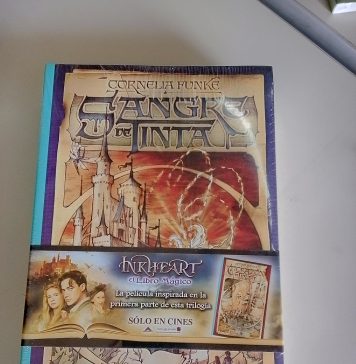 CORNELIA FUNKE
SANGRE
DE TINTA
INKHEART
el Libro Mágico
La película inspirada en la
primera parte de esta trilogía
SÓLO EN CINES